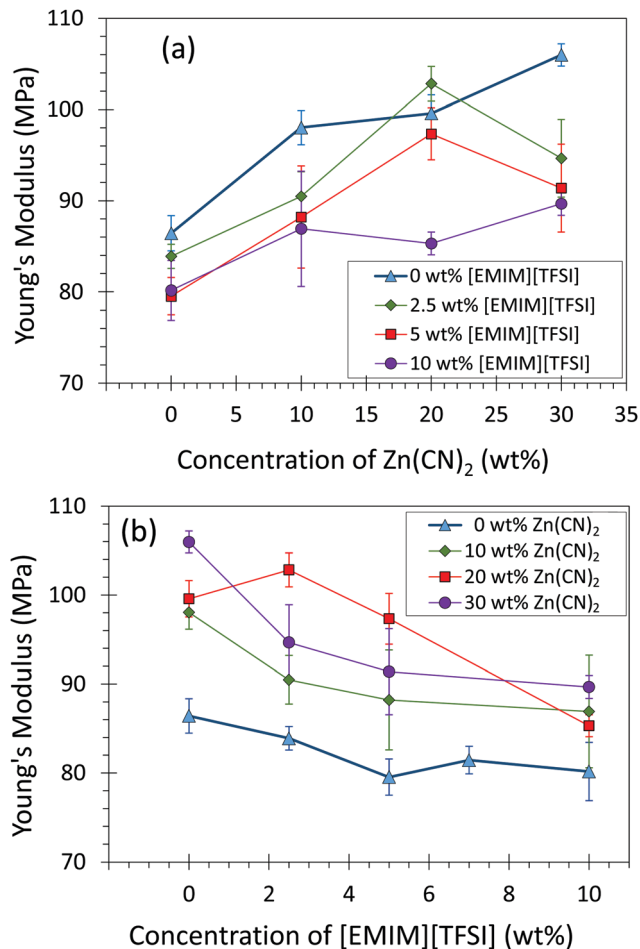 (a)
Young's Modulus (MPa)
110
100
90
80
70
0 wt% [EMIM][TFSI]
2.5 wt% [EMIM][TFSI]
5 wt% [EMIM][TFSI]
10 wt% [EMIM][TFSI]
0 5 10 15 20 25 30 35
Concentration of Zn(CN)₂ (wt%)
(b)
Young's Modulus (MPa)
110
100
90
80
70
0 wt% Zn(CN)₂
10 wt% Zn(CN)₂
20 wt% Zn(CN)₂
30 wt% Zn(CN)₂
0 2 4 6 8 10
Concentration of [EMIM][TFSI] (wt%)